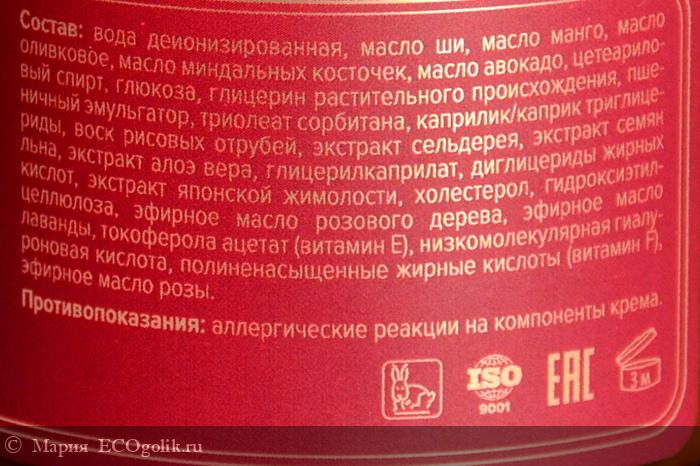 Состав: вода деионизированная, масло ши, масло манго, масло
оливковое, масло миндальных косточек, масло авокадо, цетеарило-
вый спирт, глюкоза, глицерин растительного происхождения, пше-
ничный эмульгатор, триолеат сорбитана, каприлик/каприк триглице-
риды, воск рисовых отрубей, экстракт сельдерея, экстракт семян
льна, экстракт алоэ вера, глицерилкаприлат, диглицериды жирных
кислот, экстракт японской жимолости, холестерол, гидроксиэтил-
целлюлоза, эфирное масло розового дерева, эфирное масло
лаванды, токоферола ацетат (витамин Е), низкомолекулярная гиалу-
роновая кислота, полиненасыщенные жирные кислоты (витамин F),
эфирное масло розы.
Противопоказания: аллергические реакции на компоненты крема.
ISO
9001
EAC
3 м
© Мария ECOgolik.ru